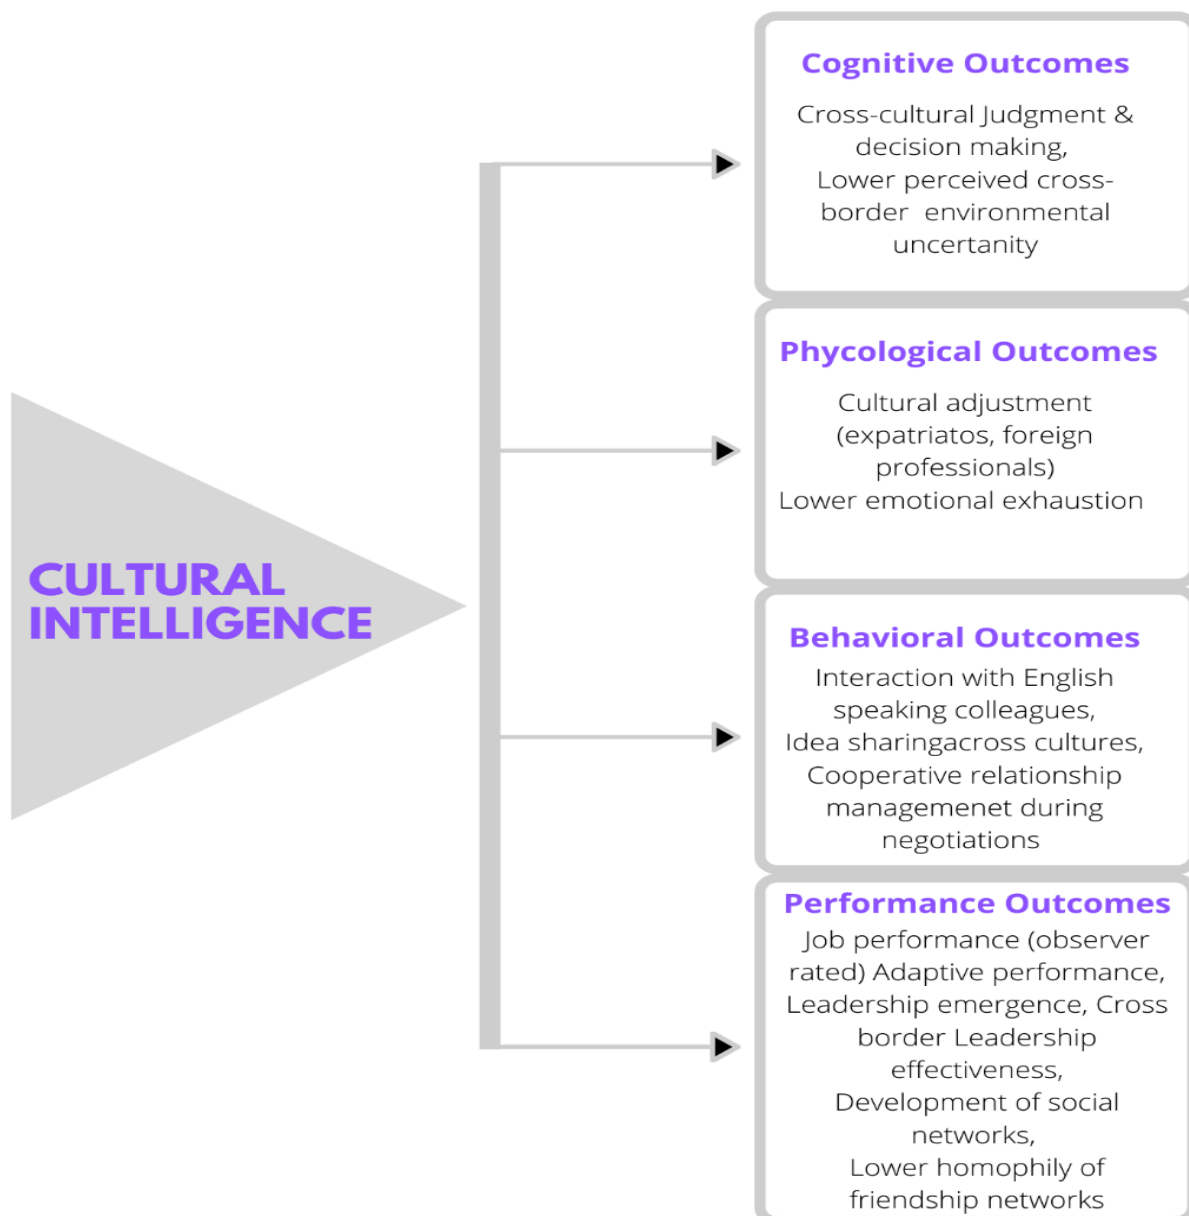 CULTURAL
INTELLIGENCE
Cognitive Outcomes
Cross-cultural Judgment &
decision making,
Lower perceived cross-
border environmental
uncertanity
Phycological Outcomes
Cultural adjustment
(expatriatos, foreign
professionals)
Lower emotional exhaustion
Behavioral Outcomes
Interaction with English
speaking colleagues,
Idea sharingacross cultures,
Cooperative relationship
managemenet during
negotiations
Performance Outcomes
Job performance (observer
rated) Adaptive performance,
Leadership emergence, Cross
border Leadership
effectiveness,
Development of social
networks,
Lower homophily of
friendship networks